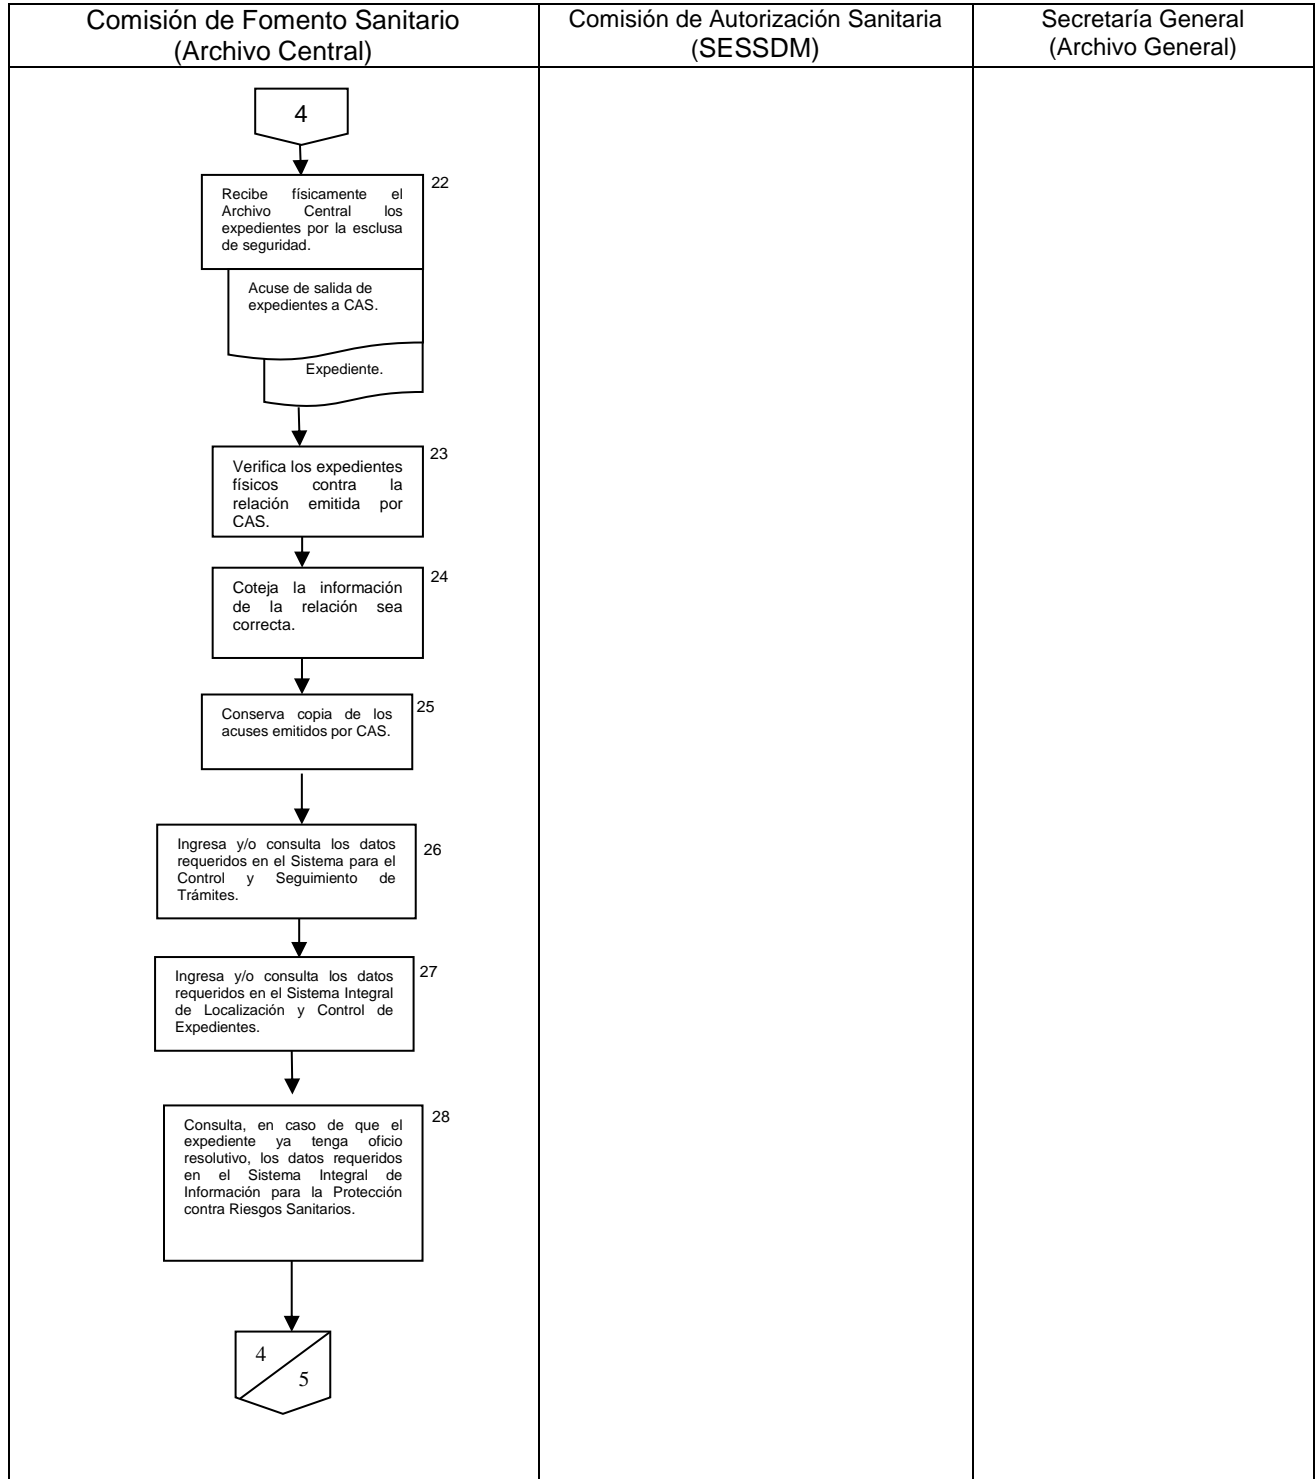 Comisión de Fomento Sanitario
(Archivo Central)
Comisión de Autorización Sanitaria
(SESSDM)
Secretaría General
(Archivo General)
4
22
Recibe físicamente el
Archivo Central los
expedientes por la esclusa
de seguridad.
Acuse de salida de
expedientes a CAS.
Expediente.
23
Verifica los expedientes
físicos contra la
relación emitida por
CAS.
24
Coteja la información
de la relación sea
correcta.
25
Conserva copia de los
acuses emitidos por CAS.
26
Ingresa y/o consulta los datos
requeridos en el Sistema para el
Control y Seguimiento de
Trámites.
27
Ingresa y/o consulta los datos
requeridos en el Sistema Integral
de Localización y Control de
Expedientes.
28
Consulta, en caso de que el
expediente ya tenga oficio
resolutivo, los datos requeridos
en el Sistema Integral de
Información para la Protección
contra Riesgos Sanitarios.
4
5